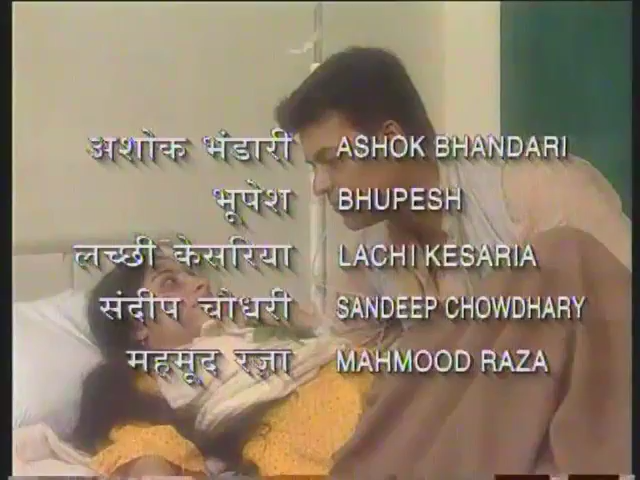 अशोक भंडारी ASHOK BHANDARI
भूपेश BHUPESH
लच्छी केसरिया LACHI KESARIA
संदीप चौधरी SANDEEP CHOWDHARY
महमूद रज़ा MAHMOOD RAZA